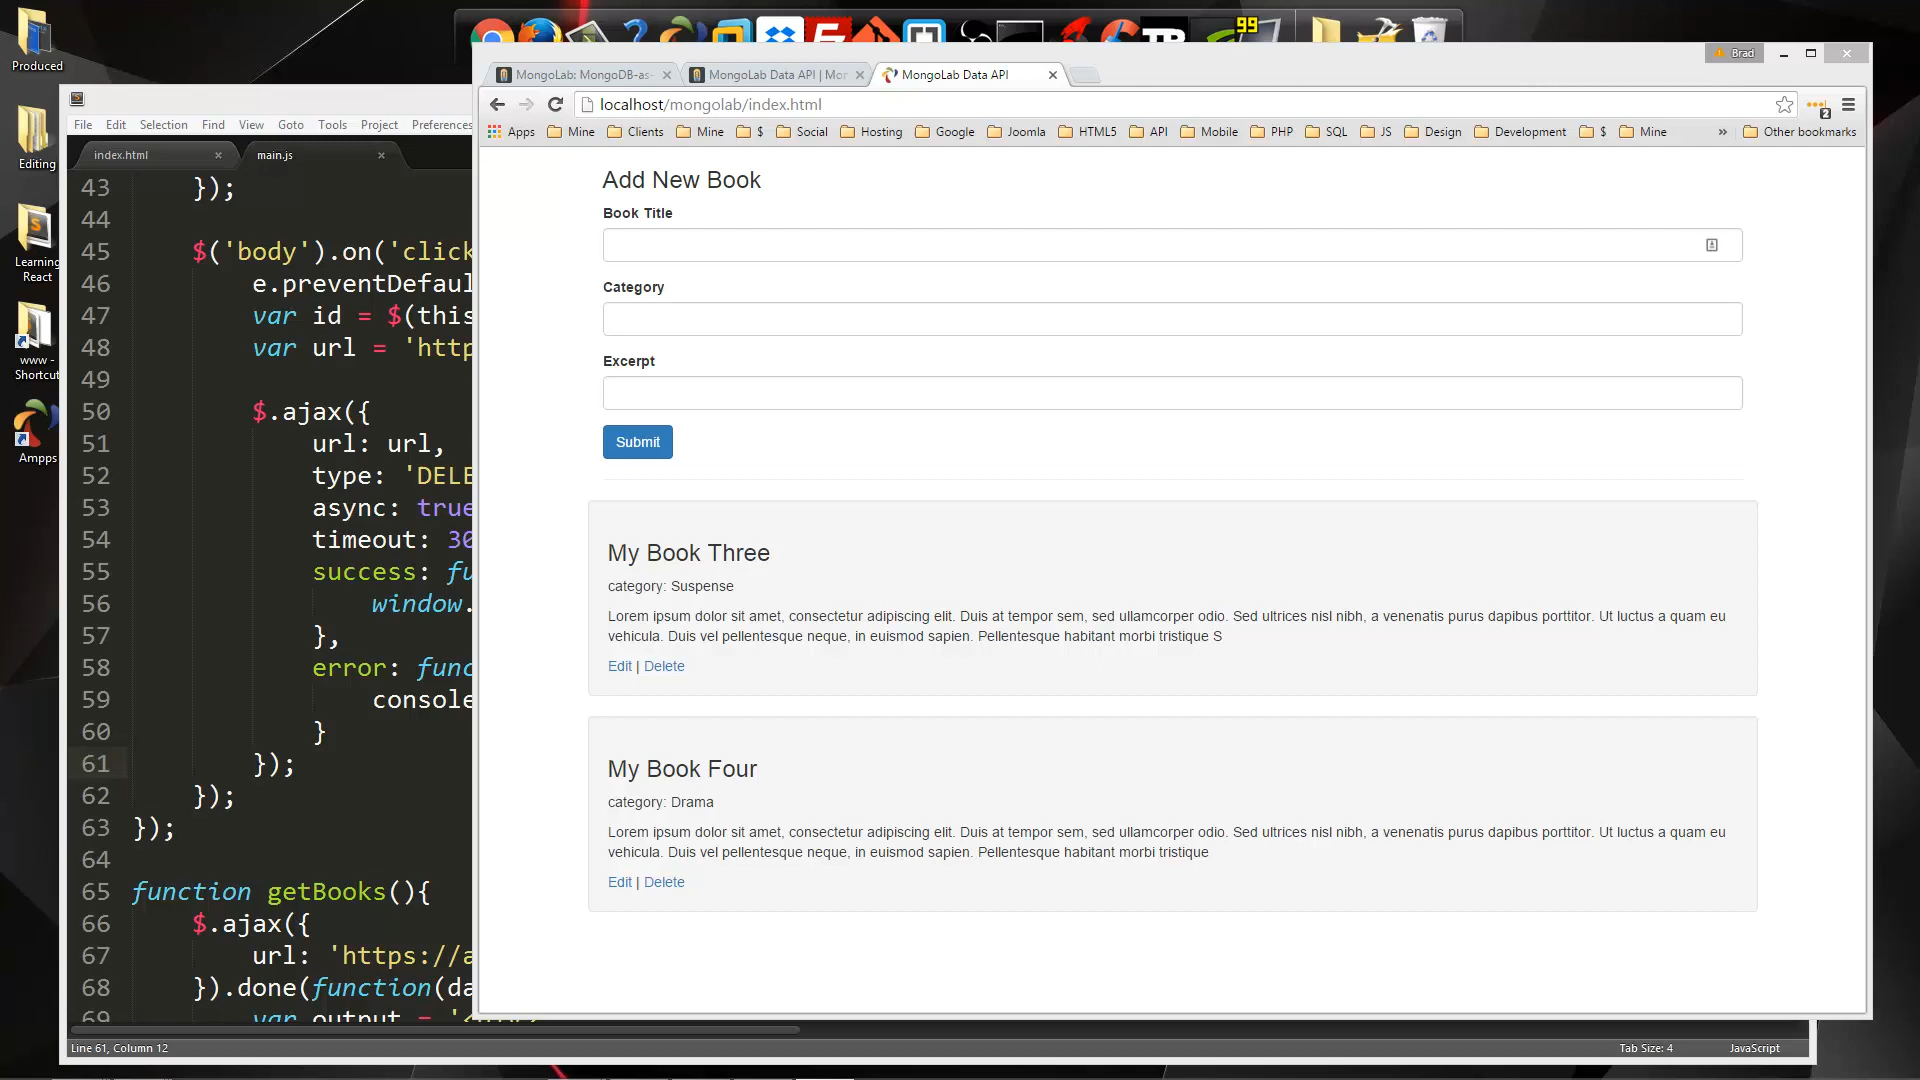 Produced
Editing
Learning
React
www -
Shortcut
Ampps
99
Brad
MongoLab: MongoDB-as-
MongoLab Data API | Mor
MongoLab Data API
localhost/mongolab/index.html
2
Apps Mine Clients Mine $ Social Hosting Google Joomla HTML5 API Mobile PHP SQL JS Design Development $ Mine » Other bookmarks
File Edit Selection Find View Goto Tools Project Preferences
index.html main.js
43 });
44
45 $('body').on('click
46 e.preventDefaul
47 var id = $(this
48 var url = 'http
49
50 $.ajax({
51 url: url,
52 type: 'DELE
53 async: true
54 timeout: 30
55 success: fu
56 window.
57 },
58 error: func
59 console
60 }
61 });
62 });
63 });
64
65 function getBooks(){
66 $.ajax({
67 url: 'https://a
68 }).done(function(da
69 var output = '<div>
Line 61, Column 12
Tab Size: 4
JavaScript
Add New Book
Book Title
Category
Excerpt
Submit
My Book Three
category: Suspense
Lorem ipsum dolor sit amet, consectetur adipiscing elit. Duis at tempor sem, sed ullamcorper odio. Sed ultrices nisl nibh, a venenatis purus dapibus porttitor. Ut luctus a quam eu
vehicula. Duis vel pellentesque neque, in euismod sapien. Pellentesque habitant morbi tristique S
Edit | Delete
My Book Four
category: Drama
Lorem ipsum dolor sit amet, consectetur adipiscing elit. Duis at tempor sem, sed ullamcorper odio. Sed ultrices nisl nibh, a venenatis purus dapibus porttitor. Ut luctus a quam eu
vehicula. Duis vel pellentesque neque, in euismod sapien. Pellentesque habitant morbi tristique
Edit | Delete